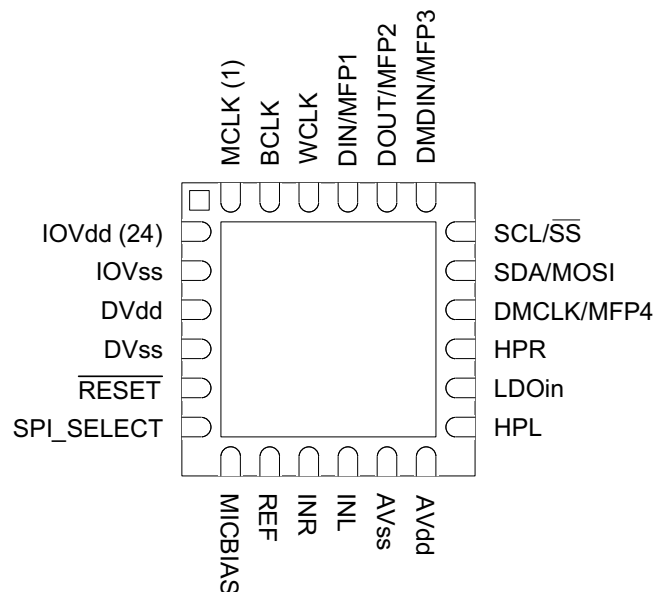 MCLK (1)
BCLK
WCLK
DIN/MFP1
DOUT/MFP2
DMDIN/MFP3
IOVdd (24)
IOVss
DVdd
DVss
RESET
SPI_SELECT
SCL/SS
SDA/MOSI
DMCLK/MFP4
HPR
LDOin
HPL
MICBIAS
REF
INR
INL
AVss
AVdd